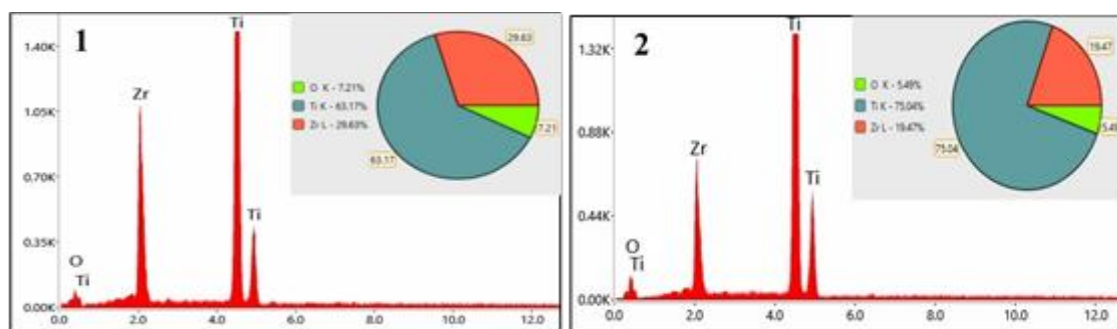 1
Ti
1.40K
Zr
1.05K
0.70K
Ti
0.35K
O
Ti
0.00K
0.0 2.0 4.0 6.0 8.0 10.0 12.0
29.63
O K - 7.21%
Ti K - 63.17%
Zr L - 29.63%
7.21
63.17
2
Ti
1.32K
0.88K
Zr
Ti
0.44K
O
Ti
0.00K
0.0 2.0 4.0 6.0 8.0 10.0 12.0
19.47
O K - 5.49%
Ti K - 75.04%
Zr L - 19.47%
5.49
75.04